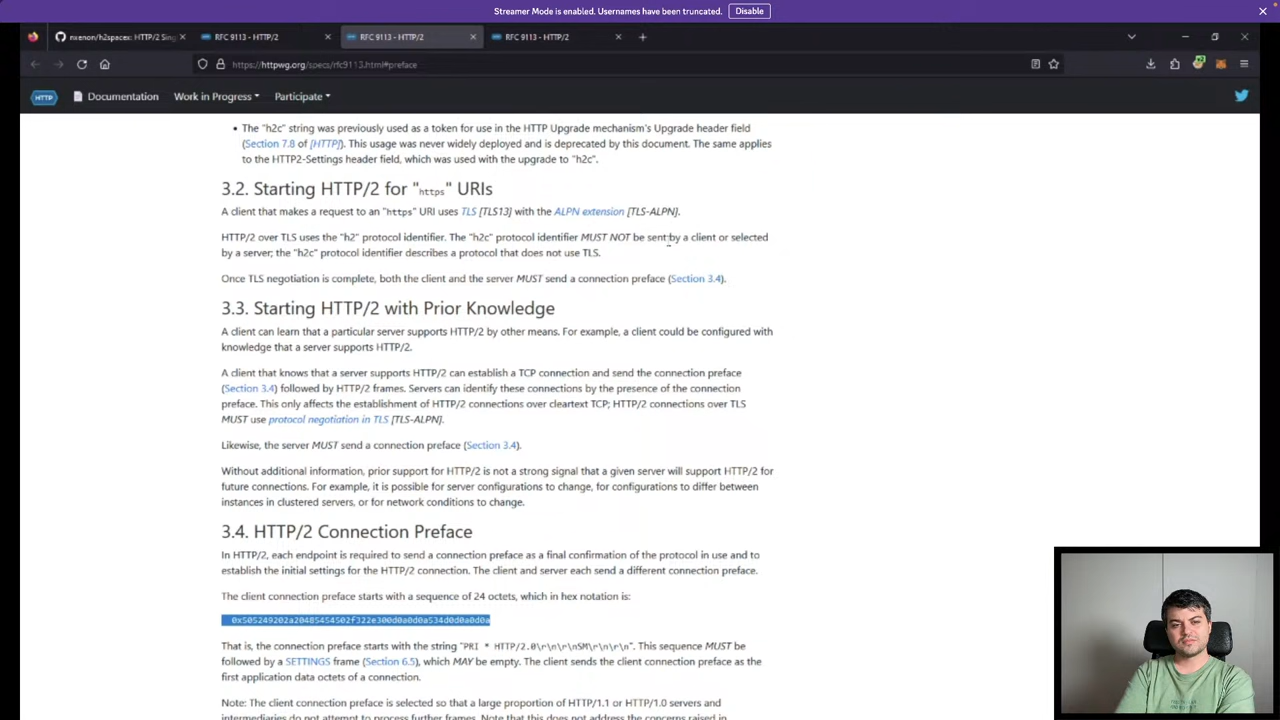 Streamer Mode is enabled. Usernames have been truncated. Disable
nxenon/h2spacex: HTTP/2 Sing RFC 9113 - HTTP/2 RFC 9113 - HTTP/2 RFC 9113 - HTTP/2
https://httpwg.org/specs/rfc9113.html#preface
HTTP Documentation Work in Progress Participate
• The "h2c" string was previously used as a token for use in the HTTP Upgrade mechanism's Upgrade header field
(Section 7.8 of [HTTP]). This usage was never widely deployed and is deprecated by this document. The same applies
to the HTTP2-Settings header field, which was used with the upgrade to "h2c".
3.2. Starting HTTP/2 for "https" URIs
A client that makes a request to an "https" URI uses TLS [TLS13] with the ALPN extension [TLS-ALPN].
HTTP/2 over TLS uses the "h2" protocol identifier. The "h2c" protocol identifier MUST NOT be sent by a client or selected
by a server; the "h2c" protocol identifier describes a protocol that does not use TLS.
Once TLS negotiation is complete, both the client and the server MUST send a connection preface (Section 3.4).
3.3. Starting HTTP/2 with Prior Knowledge
A client can learn that a particular server supports HTTP/2 by other means. For example, a client could be configured with
knowledge that a server supports HTTP/2.
A client that knows that a server supports HTTP/2 can establish a TCP connection and send the connection preface
(Section 3.4) followed by HTTP/2 frames. Servers can identify these connections by the presence of the connection
preface. This only affects the establishment of HTTP/2 connections over cleartext TCP; HTTP/2 connections over TLS
MUST use protocol negotiation in TLS [TLS-ALPN].
Likewise, the server MUST send a connection preface (Section 3.4).
Without additional information, prior support for HTTP/2 is not a strong signal that a given server will support HTTP/2 for
future connections. For example, it is possible for server configurations to change, for configurations to differ between
instances in clustered servers, or for network conditions to change.
3.4. HTTP/2 Connection Preface
In HTTP/2, each endpoint is required to send a connection preface as a final confirmation of the protocol in use and to
establish the initial settings for the HTTP/2 connection. The client and server each send a different connection preface.
The client connection preface starts with a sequence of 24 octets, which in hex notation is:
0x505249202a20485454502f322e300d0a0d0a534d0d0a0d0a
That is, the connection preface starts with the string "PRI * HTTP/2.0\r\n\r\nSM\r\n\r\n". This sequence MUST be
followed by a SETTINGS frame (Section 6.5), which MAY be empty. The client sends the client connection preface as the
first application data octets of a connection.
Note: The client connection preface is selected so that a large proportion of HTTP/1.1 or HTTP/1.0 servers and
intermediaries do not attempt to process further frames. Note that this does not address the concerns raised in